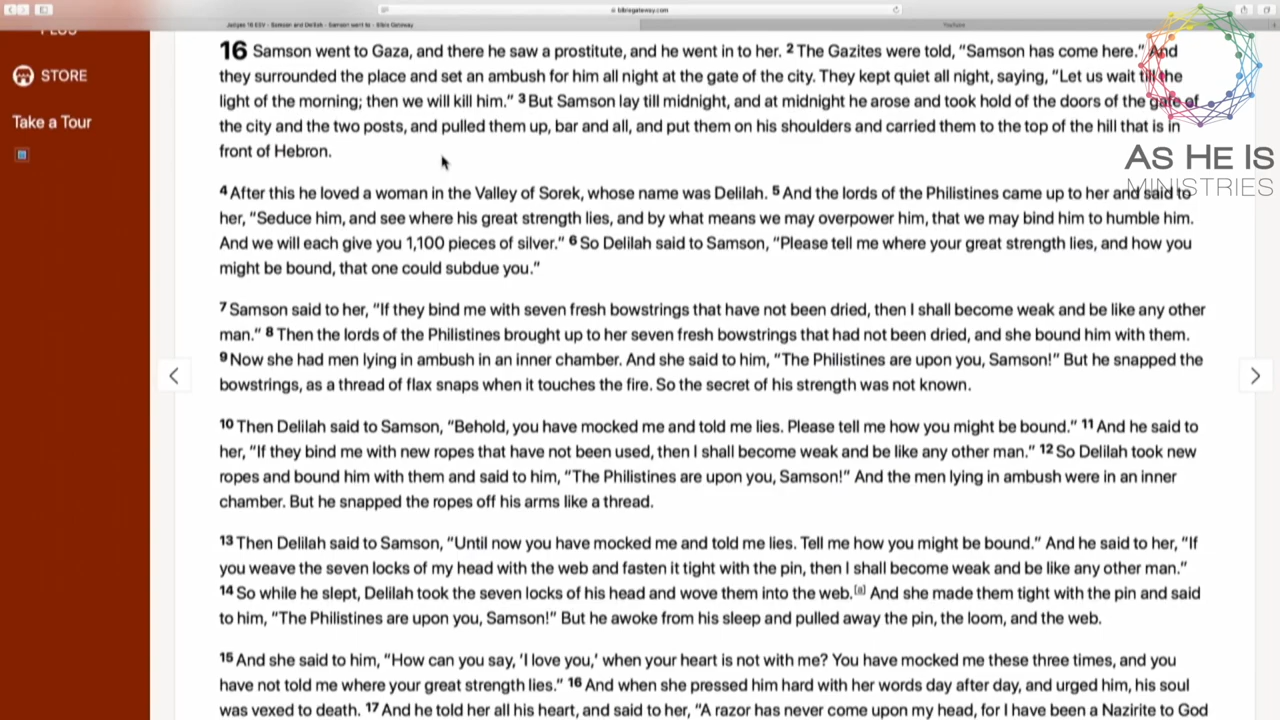 biblegateway.com
Judges 16 ESV - Samson and Delilah - Samson went to - Bible Gateway
YouTube
PLUS
STORE
Take a Tour
16 Samson went to Gaza, and there he saw a prostitute, and he went in to her. 2 The Gazites were told, “Samson has come here.” And
they surrounded the place and set an ambush for him all night at the gate of the city. They kept quiet all night, saying, “Let us wait till the
light of the morning; then we will kill him.” 3 But Samson lay till midnight, and at midnight he arose and took hold of the doors of the gate of
the city and the two posts, and pulled them up, bar and all, and put them on his shoulders and carried them to the top of the hill that is in
front of Hebron.
AS HE IS
MINISTRIES
4 After this he loved a woman in the Valley of Sorek, whose name was Delilah. 5 And the lords of the Philistines came up to her and said to
her, “Seduce him, and see where his great strength lies, and by what means we may overpower him, that we may bind him to humble him.
And we will each give you 1,100 pieces of silver.” 6 So Delilah said to Samson, “Please tell me where your great strength lies, and how you
might be bound, that one could subdue you.”
7 Samson said to her, “If they bind me with seven fresh bowstrings that have not been dried, then I shall become weak and be like any other
man.” 8 Then the lords of the Philistines brought up to her seven fresh bowstrings that had not been dried, and she bound him with them.
9 Now she had men lying in ambush in an inner chamber. And she said to him, “The Philistines are upon you, Samson!” But he snapped the
bowstrings, as a thread of flax snaps when it touches the fire. So the secret of his strength was not known.
10 Then Delilah said to Samson, “Behold, you have mocked me and told me lies. Please tell me how you might be bound.” 11 And he said to
her, “If they bind me with new ropes that have not been used, then I shall become weak and be like any other man.” 12 So Delilah took new
ropes and bound him with them and said to him, “The Philistines are upon you, Samson!” And the men lying in ambush were in an inner
chamber. But he snapped the ropes off his arms like a thread.
13 Then Delilah said to Samson, “Until now you have mocked me and told me lies. Tell me how you might be bound.” And he said to her, “If
you weave the seven locks of my head with the web and fasten it tight with the pin, then I shall become weak and be like any other man.”
14 So while he slept, Delilah took the seven locks of his head and wove them into the web.[a] And she made them tight with the pin and said
to him, “The Philistines are upon you, Samson!” But he awoke from his sleep and pulled away the pin, the loom, and the web.
15 And she said to him, “How can you say, ‘I love you,’ when your heart is not with me? You have mocked me these three times, and you
have not told me where your great strength lies.” 16 And when she pressed him hard with her words day after day, and urged him, his soul
was vexed to death. 17 And he told her all his heart, and said to her, “A razor has never come upon my head, for I have been a Nazirite to God